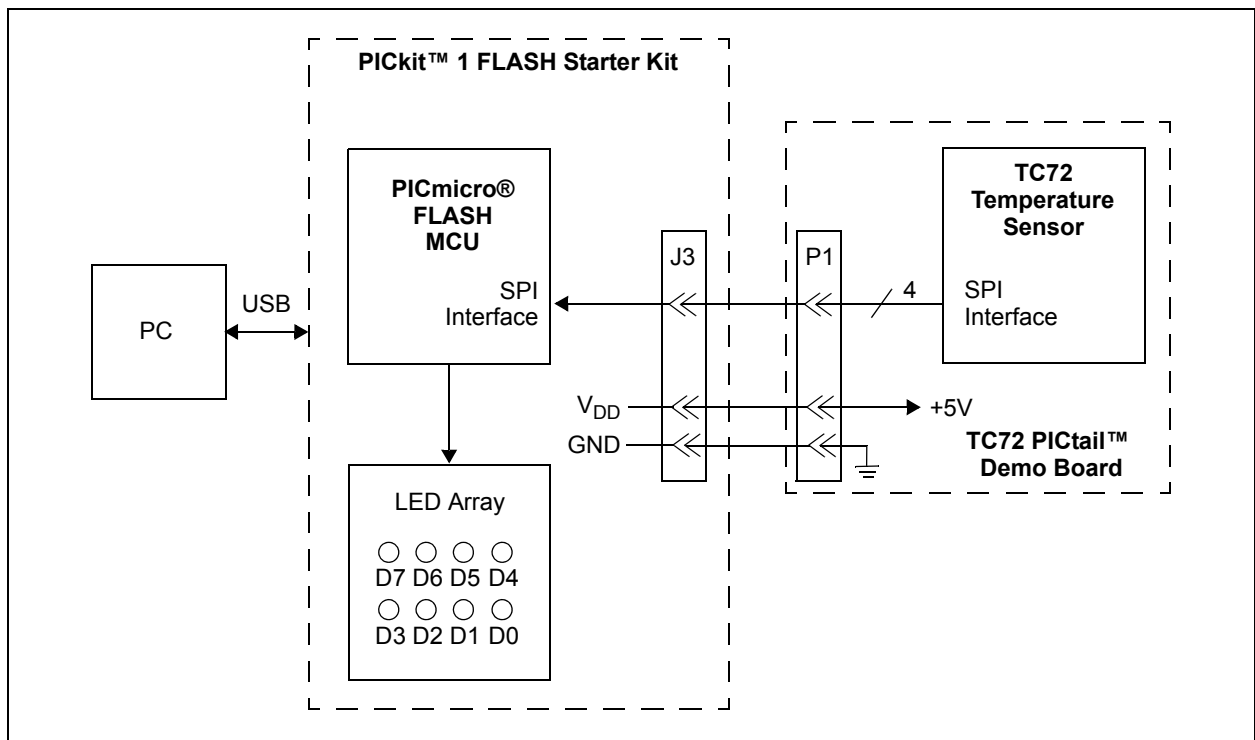 PICkit™ 1 FLASH Starter Kit
PICmicro®
FLASH
MCU
SPI
Interface
TC72
Temperature
Sensor
SPI
Interface
J3
P1
4
PC
USB
VDD
GND
+5V
TC72 PICtail™
Demo Board
LED Array
D7 D6 D5 D4
D3 D2 D1 D0